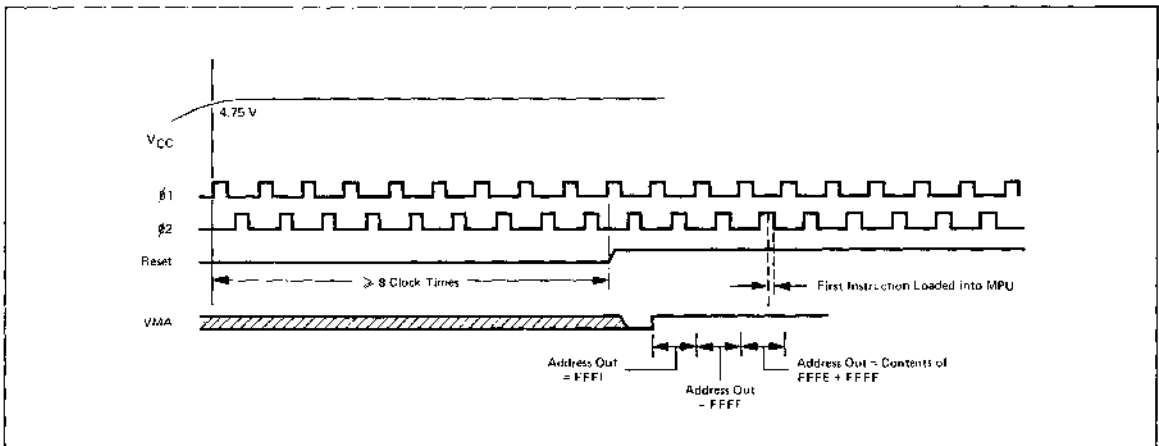 4.75 V
VCC
ϕ1
ϕ2
Reset
⩾ 8 Clock Times
First Instruction Loaded into MPU
VMA
Address Out
= FFFE
Address Out
= FFFF
Address Out = Contents of
FFFE + FFFF